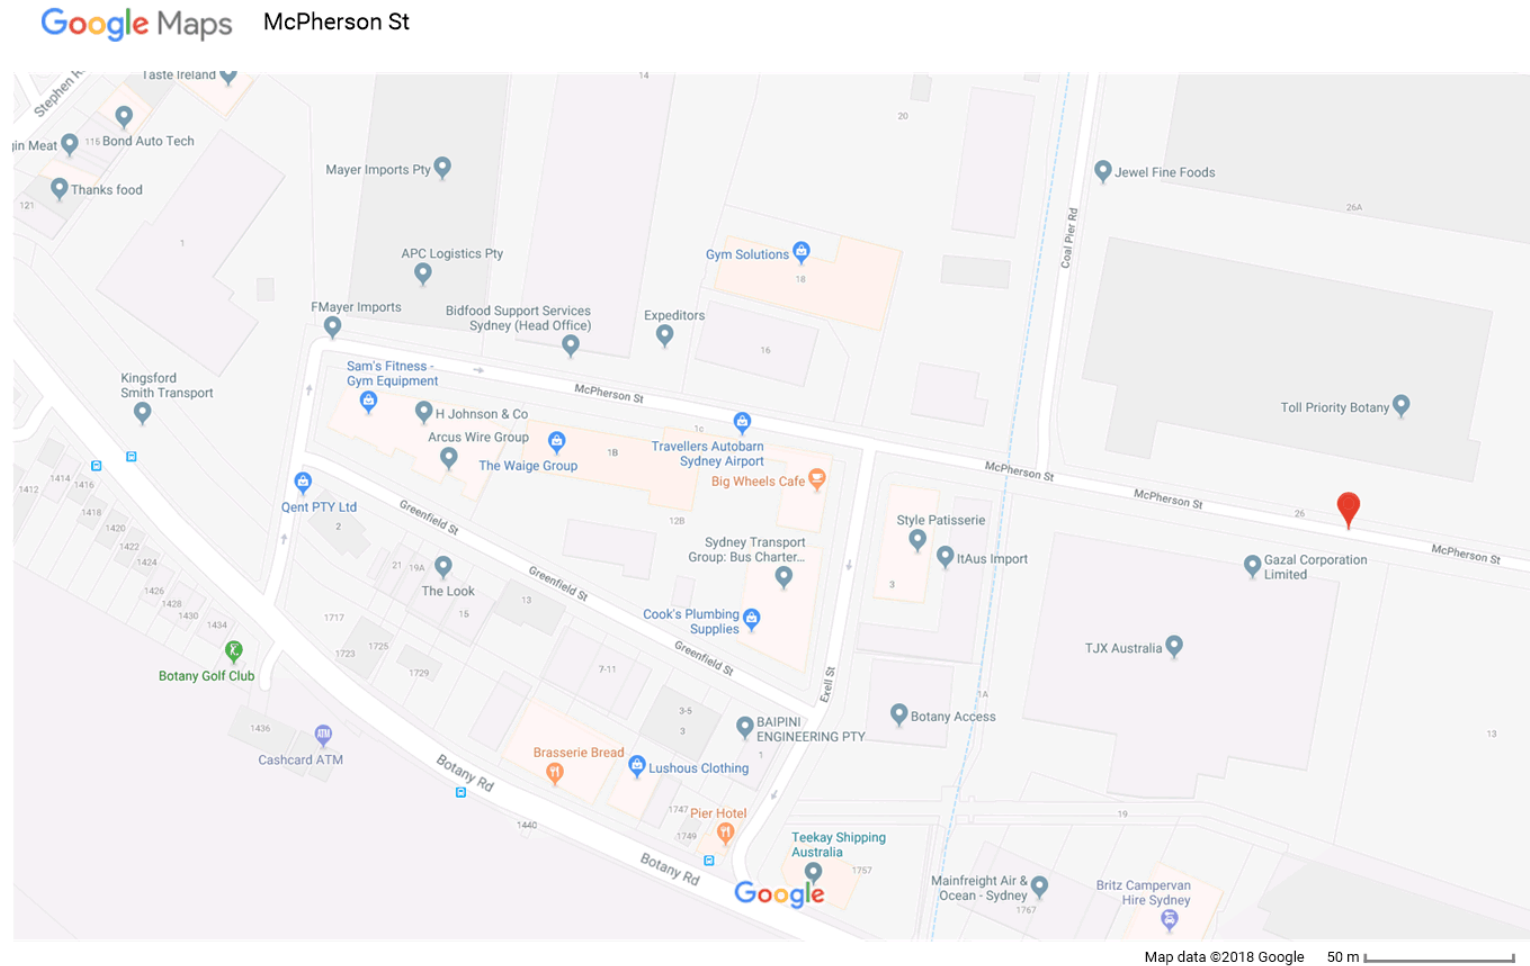 Google Maps McPherson St
Taste Ireland
14
Stephen R
20
115 Bond Auto Tech
gin Meat
Mayer Imports Pty
Jewel Fine Foods
Thanks food
121
26A
1
Coal Pier Rd
APC Logistics Pty
Gym Solutions
18
FMayer Imports
Bidfood Support Services
Sydney (Head Office)
Expeditors
16
Sam's Fitness -
Gym Equipment
Kingsford
Smith Transport
McPherson St
Toll Priority Botany
H Johnson & Co
1c
Arcus Wire Group
The Waige Group
1B
Travellers Autobarn
Sydney Airport
McPherson St
Big Wheels Cafe
1412
1414
1416
McPherson St
Qent PTY Ltd
Greenfield St
1418
26
12B
Style Patisserie
1420
2
1422
1424
Sydney Transport
Group: Bus Charter...
McPherson St
ItAus Import
Gazal Corporation
Limited
21
19A
Greenfield St
The Look
3
1426
1428
1430
1434
13
15
1717
Cook's Plumbing
Supplies
1725
1723
TJX Australia
Greenfield St
1729
7-11
Botany Golf Club
Exell St
1A
3-5
3
Botany Access
BAIPINI
ENGINEERING PTY
1436
13
Cashcard ATM
Brasserie Bread
1
Botany Rd
Lushous Clothing
1747
Pier Hotel
19
1440
1749
Teekay Shipping
Australia
Botany Rd
1757
Google
Mainfreight Air &
Ocean - Sydney
1767
Britz Campervan
Hire Sydney
Map data ©2018 Google 50 m